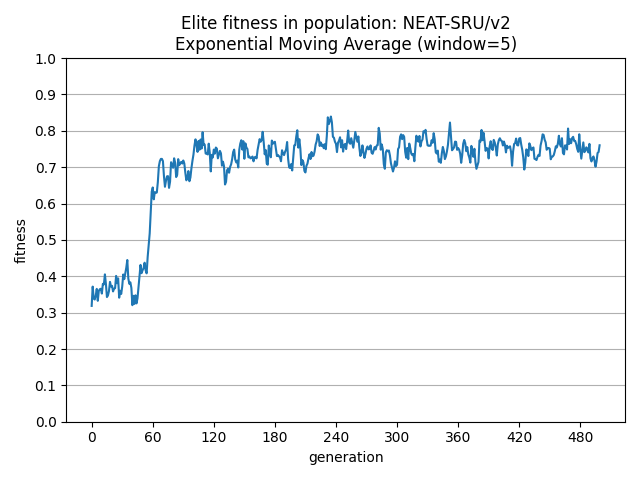 Elite fitness in population: NEAT-SRU/v2
Exponential Moving Average (window=5)
1.0
0.9
0.8
0.7
0.6
0.5
0.4
0.3
0.2
0.1
0.0
fitness
0 60 120 180 240 300 360 420 480
generation